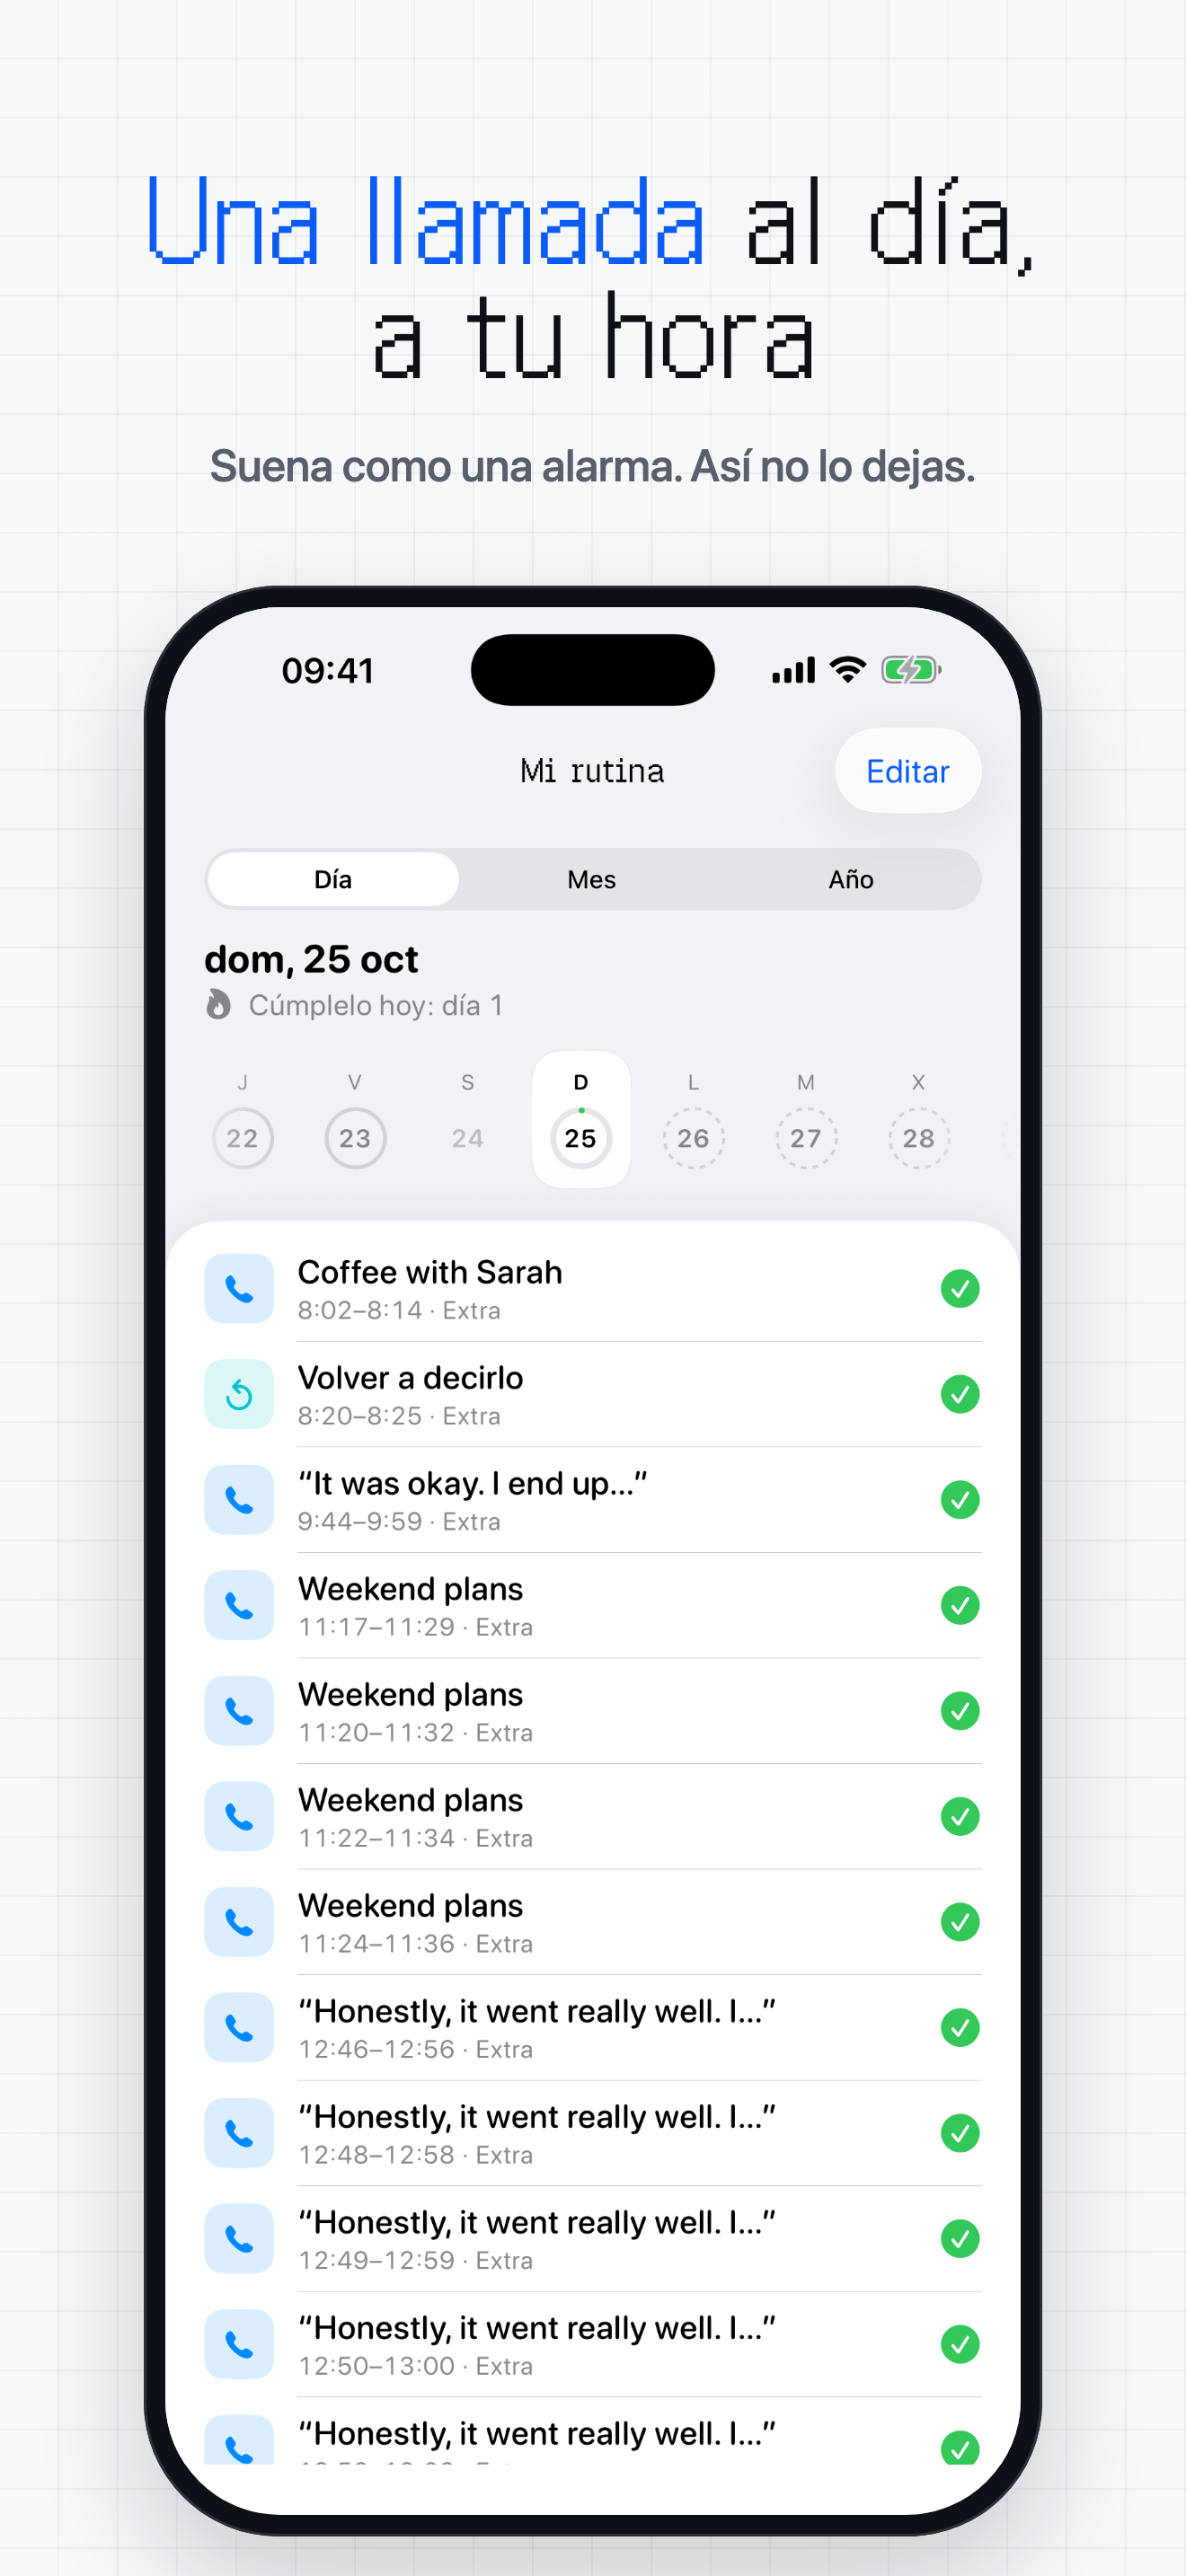 Una llamada al día,
a tu hora
Suena como una alarma. Así no lo dejas.
09:41
Mi rutina
Editar
Día Mes Año
dom, 25 oct
Cúmplelo hoy: día 1
J V S D L M X
22 23 24 25 26 27 28
Coffee with Sarah
8:02–8:14 · Extra
Volver a decirlo
8:20–8:25 · Extra
“It was okay. I end up...”
9:44–9:59 · Extra
Weekend plans
11:17–11:29 · Extra
Weekend plans
11:20–11:32 · Extra
Weekend plans
11:22–11:34 · Extra
Weekend plans
11:24–11:36 · Extra
“Honestly, it went really well. I...”
12:46–12:56 · Extra
“Honestly, it went really well. I...”
12:48–12:58 · Extra
“Honestly, it went really well. I...”
12:49–12:59 · Extra
“Honestly, it went really well. I...”
12:50–13:00 · Extra
“Honestly, it went really well. I...”